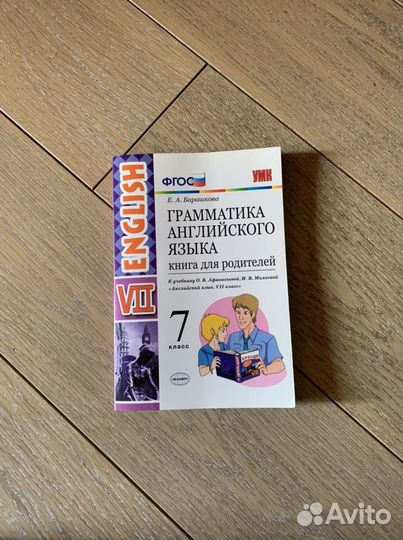 ENGLISH
VII
ФГОС
УМК
Е. А. Барашкова
ГРАММАТИКА
АНГЛИЙСКОГО
ЯЗЫКА
книга для родителей
К учебнику О. В. Афанасьевой, И. В. Михеевой
«Английский язык. VII класс»
7
класс
ЭКЗАМЕН
Avito